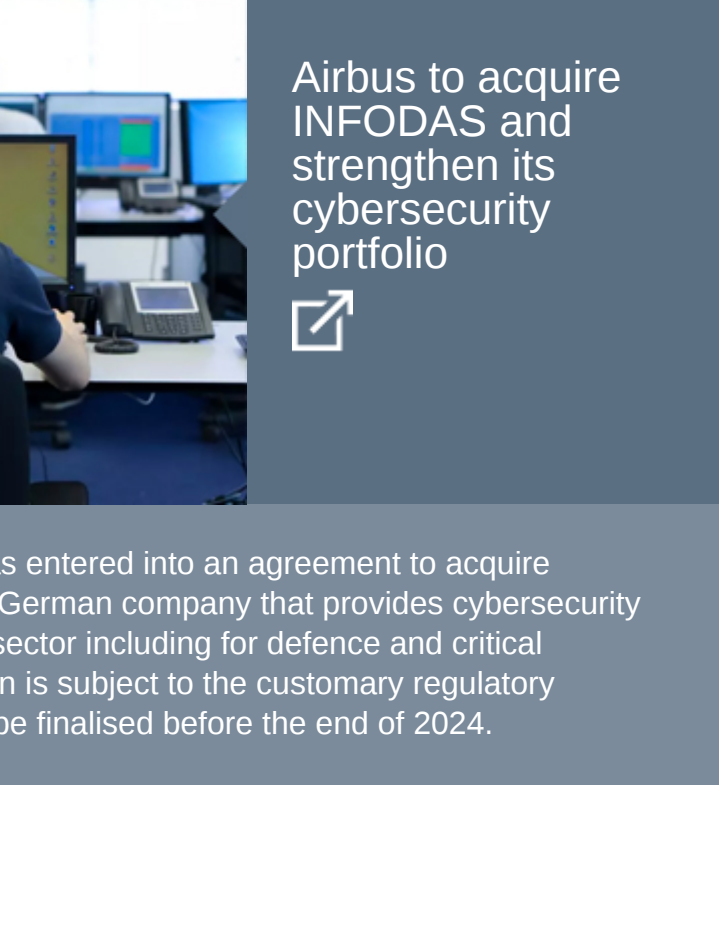 Airbus to acquire
INFODAS and
strengthen its
cybersecurity
portfolio
entered into an agreement to acquire
German company that provides cybersecurity
sector including for defence and critical
is subject to the customary regulatory
be finalised before the end of 2024.